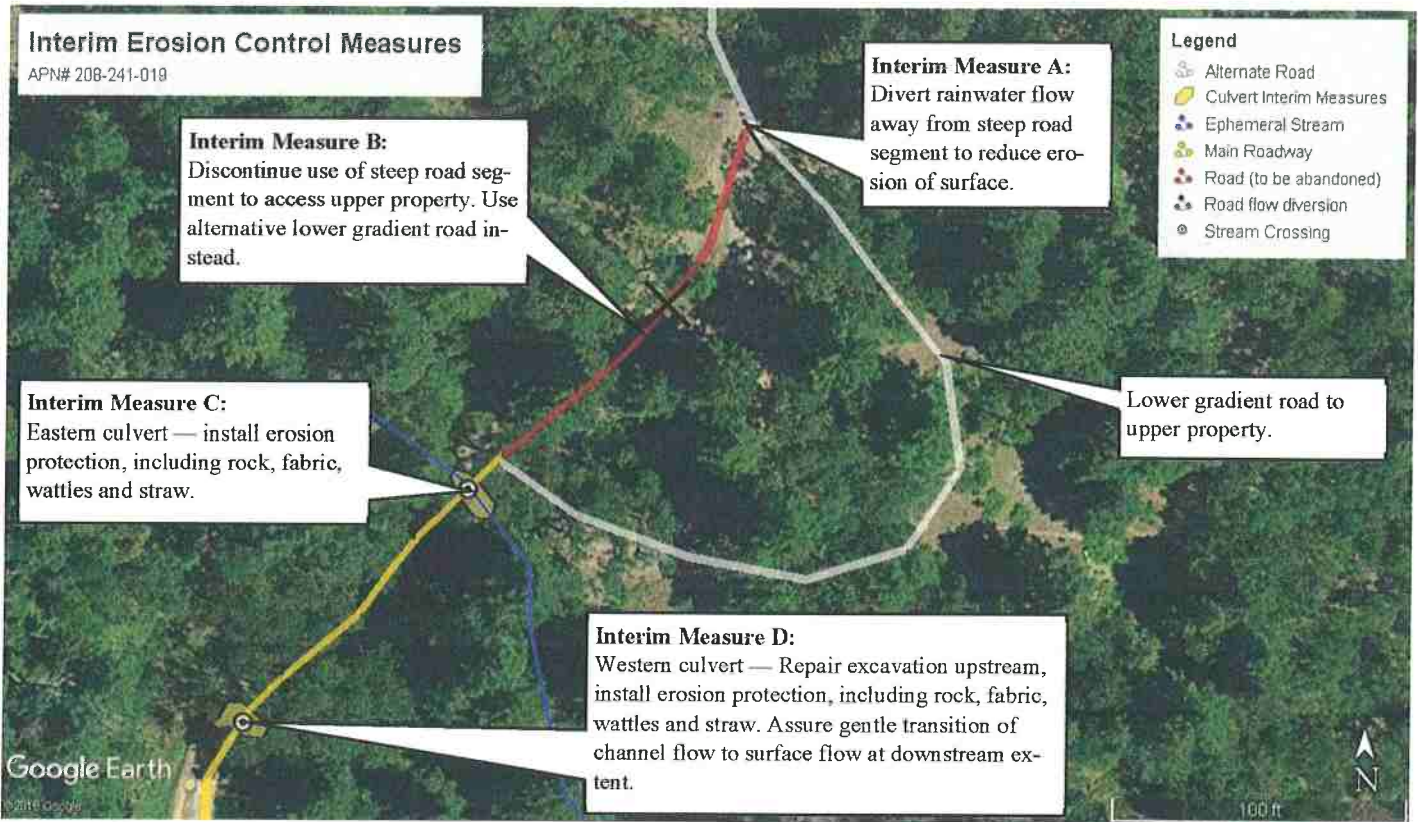 Interim Erosion Control Measures
APN# 208-241-019
Legend
Alternate Road
Culvert Interim Measures
Ephemeral Stream
Main Roadway
Road (to be abandoned)
Road flow diversion
Stream Crossing
Interim Measure A:
Divert rainwater flow
away from steep road
segment to reduce ero-
sion of surface.
Interim Measure B:
Discontinue use of steep road seg-
ment to access upper property. Use
alternative lower gradient road in-
stead.
Interim Measure C:
Eastern culvert — install erosion
protection, including rock, fabric,
wattles and straw.
Lower gradient road to
upper property.
Interim Measure D:
Western culvert — Repair excavation upstream,
install erosion protection, including rock, fabric,
wattles and straw. Assure gentle transition of
channel flow to surface flow at downstream ex-
tent.
Google Earth
N
100 ft